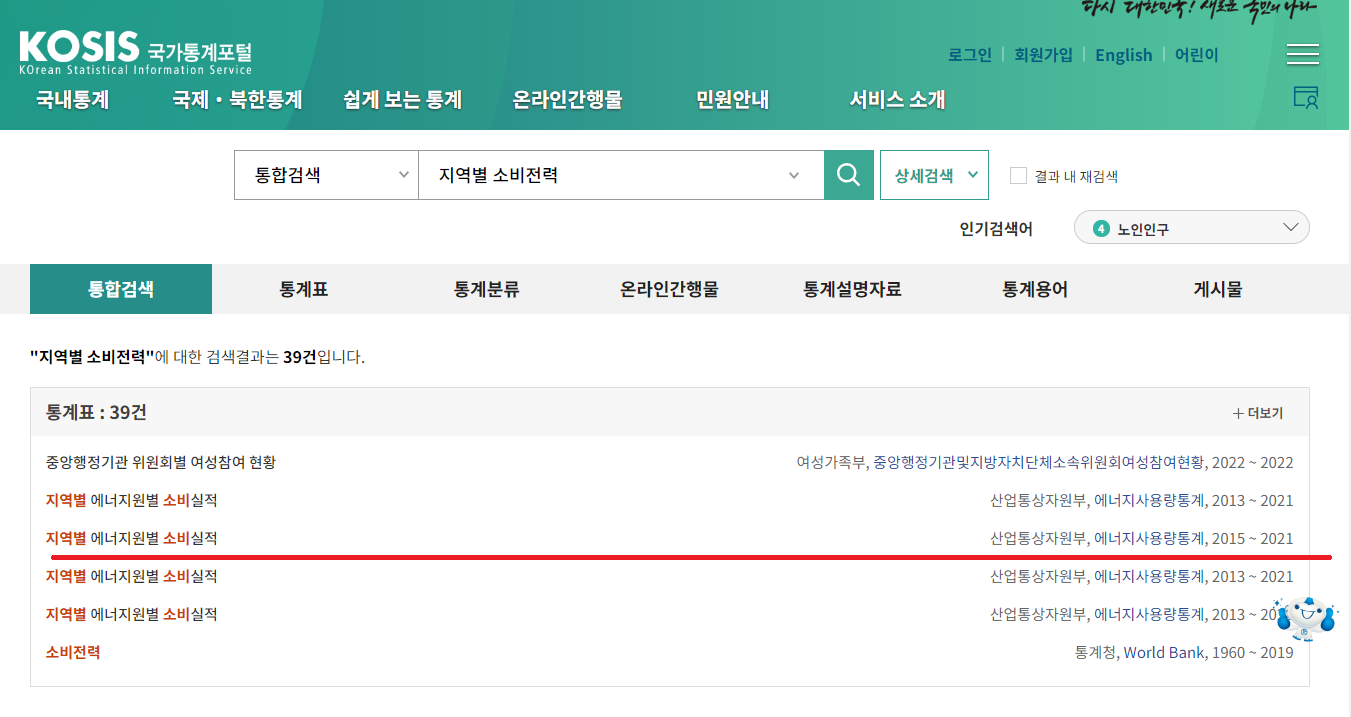 다시 대한민국! 새로운 국민의 나라
KOSIS 국가통계포털
KOrean Statistical Information Service
로그인 회원가입 English 어린이
국내통계 국제・북한통계 쉽게 보는 통계 온라인간행물 민원안내 서비스 소개
통합검색 지역별 소비전력 상세검색 결과 내 재검색
인기검색어 4 노인인구
통합검색 통계표 통계분류 온라인간행물 통계설명자료 통계용어 게시물
"지역별 소비전력"에 대한 검색결과는 39건입니다.
통계표 : 39건 + 더보기
중앙행정기관 위원회별 여성참여 현황 여성가족부, 중앙행정기관및지방자치단체소속위원회여성참여현황, 2022 ~ 2022
지역별 에너지원별 소비실적 산업통상자원부, 에너지사용량통계, 2013 ~ 2021
지역별 에너지원별 소비실적 산업통상자원부, 에너지사용량통계, 2015 ~ 2021
지역별 에너지원별 소비실적 산업통상자원부, 에너지사용량통계, 2013 ~ 2021
지역별 에너지원별 소비실적 산업통상자원부, 에너지사용량통계, 2013 ~
소비전력 통계청, World Bank, 1960 ~ 2019